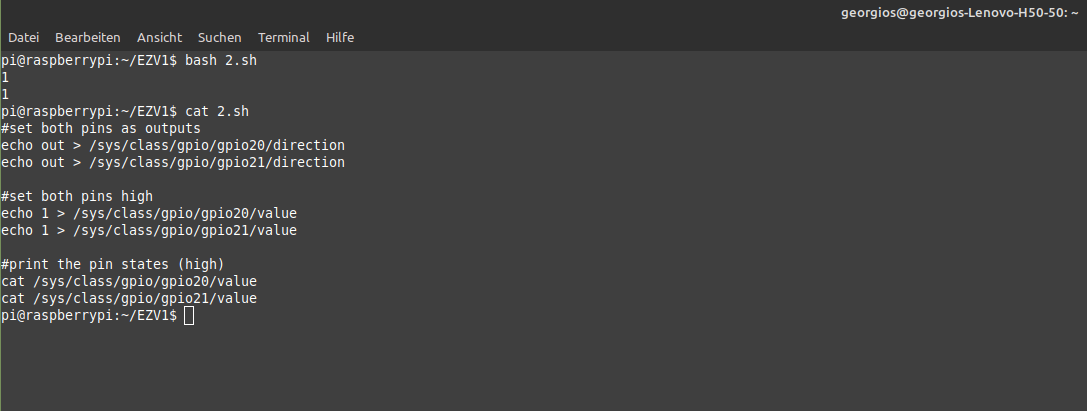 georgios@georgios-Lenovo-H50-50: ~
Datei Bearbeiten Ansicht Suchen Terminal Hilfe
pi@raspberrypi:~/EZV1$ bash 2.sh
1
1
pi@raspberrypi:~/EZV1$ cat 2.sh
#set both pins as outputs
echo out > /sys/class/gpio/gpio20/direction
echo out > /sys/class/gpio/gpio21/direction

#set both pins high
echo 1 > /sys/class/gpio/gpio20/value
echo 1 > /sys/class/gpio/gpio21/value

#print the pin states (high)
cat /sys/class/gpio/gpio20/value
cat /sys/class/gpio/gpio21/value
pi@raspberrypi:~/EZV1$